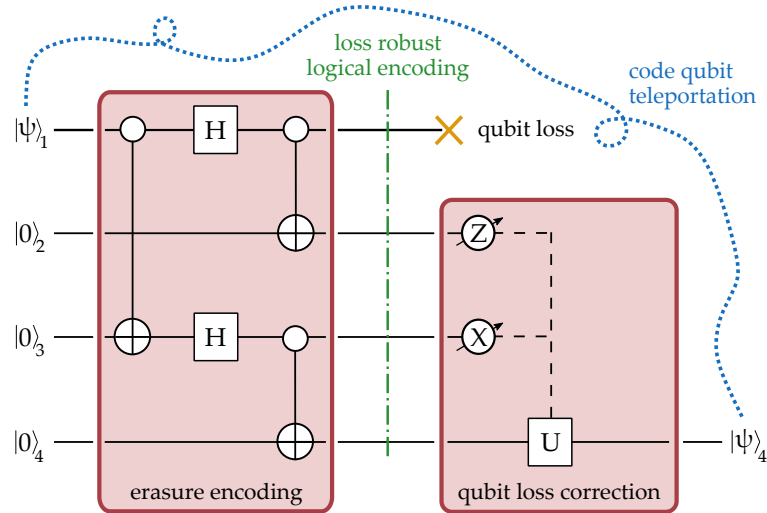 loss robust
logical encoding
code qubit
teleportation
|ψ⟩₁
H
qubit loss
|0⟩₂
Z
|0⟩₃
H
X
|0⟩₄
U
|ψ⟩₄
erasure encoding
qubit loss correction